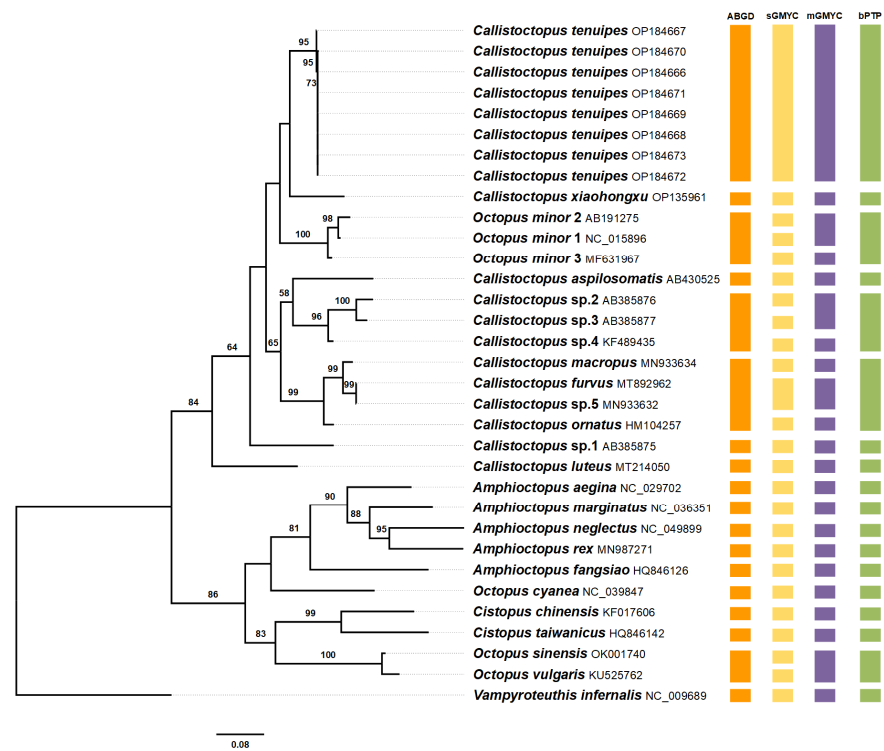 ABGD sGMYC mGMYC bPTP
Callistoctopus tenuipes OP184667
95
Callistoctopus tenuipes OP184670
95
Callistoctopus tenuipes OP184666
73
Callistoctopus tenuipes OP184671
Callistoctopus tenuipes OP184669
Callistoctopus tenuipes OP184668
Callistoctopus tenuipes OP184673
Callistoctopus tenuipes OP184672
Callistoctopus xiaohongxu OP135961
98 Octopus minor 2 AB191275
100 Octopus minor 1 NC_015896
Octopus minor 3 MF631967
Callistoctopus aspilosomatis AB430525
58
100 Callistoctopus sp.2 AB385876
96 Callistoctopus sp.3 AB385877
Callistoctopus sp.4 KF489435
64 65
99 Callistoctopus macropus MN933634
99 99 Callistoctopus furvus MT892962
84 Callistoctopus sp.5 MN933632
Callistoctopus ornatus HM104257
Callistoctopus sp.1 AB385875
Callistoctopus luteus MT214050
Amphioctopus aegina NC_029702
90
Amphioctopus marginatus NC_036351
88
Amphioctopus neglectus NC_049899
81 95
Amphioctopus rex MN987271
Amphioctopus fangsiao HQ846126
Octopus cyanea NC_039847
86
Cistopus chinensis KF017606
99
Cistopus taiwanicus HQ846142
83
Octopus sinensis OK001740
100
Octopus vulgaris KU525762
Vampyroteuthis infernalis NC_009689
0.08